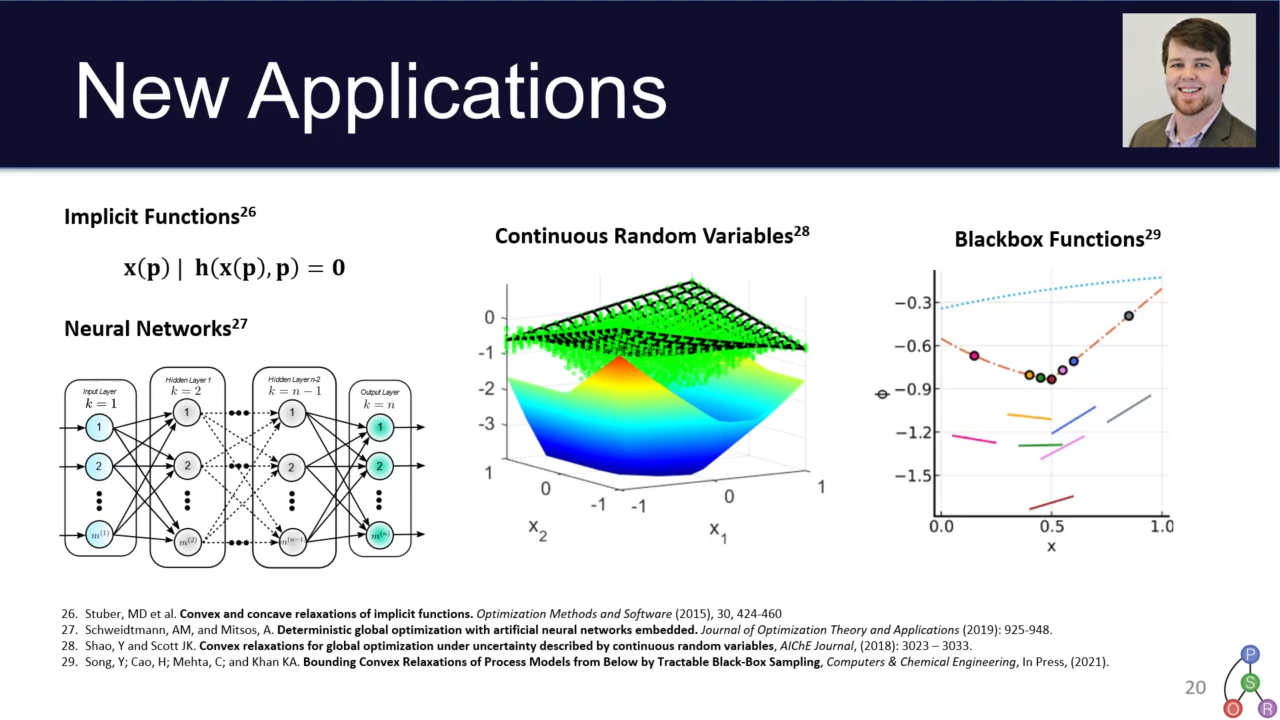 New Applications
Implicit Functions26
x(p) | h(x(p), p) = 0
Neural Networks27
Input Layer
k = 1
1
2
m(1)
Hidden Layer 1
k = 2
1
2
m(2)
Hidden Layer n-2
k = n − 1
1
2
m(n−1)
Output Layer
k = n
1
2
m(n)
Continuous Random Variables28
0
-1
-2
-3
1
0
-1
-1
0
1
x2
x1
Blackbox Functions29
−0.3
−0.6
−0.9
−1.2
−1.5
ϕ
0.0
0.5
1.0
x
26. Stuber, MD et al. Convex and concave relaxations of implicit functions. Optimization Methods and Software (2015), 30, 424-460
27. Schweidtmann, AM, and Mitsos, A. Deterministic global optimization with artificial neural networks embedded. Journal of Optimization Theory and Applications (2019): 925-948.
28. Shao, Y and Scott JK. Convex relaxations for global optimization under uncertainty described by continuous random variables, AIChE Journal, (2018): 3023 – 3033.
29. Song, Y; Cao, H; Mehta, C; and Khan KA. Bounding Convex Relaxations of Process Models from Below by Tractable Black-Box Sampling, Computers & Chemical Engineering, In Press, (2021).
20
P
S
O
R